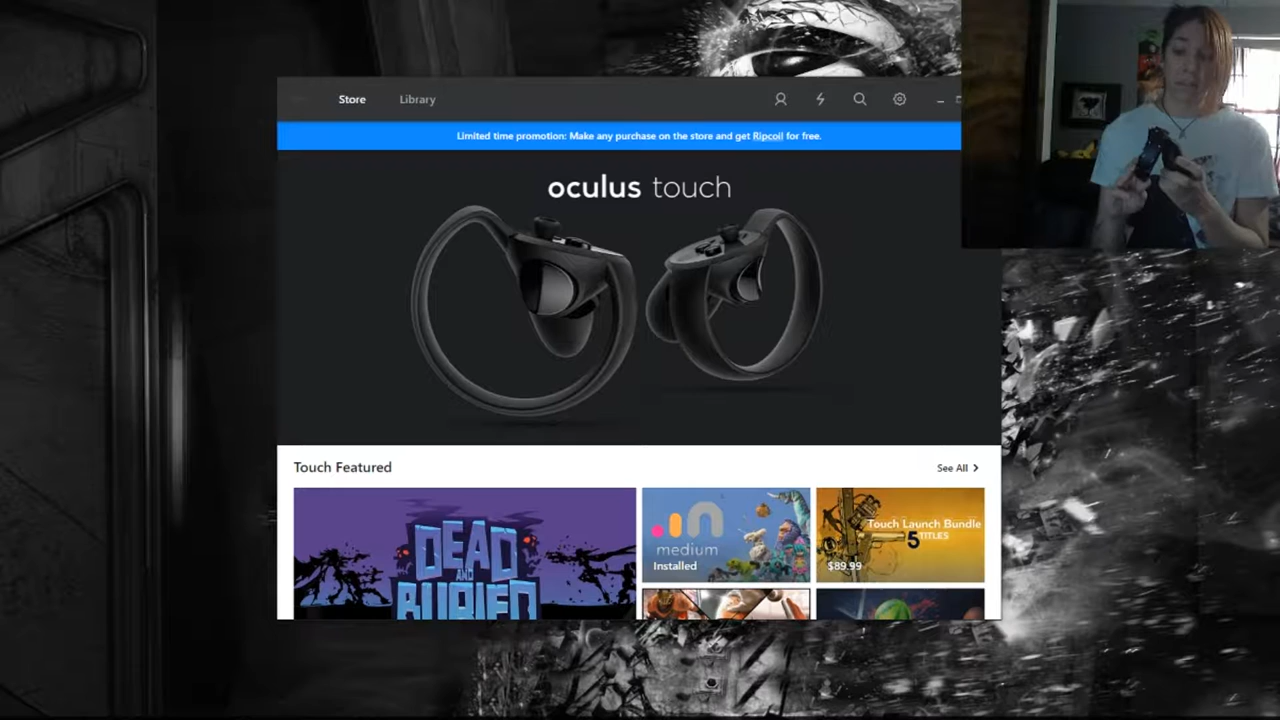 Store
Library
Limited time promotion: Make any purchase on the store and get Ripcoil for free.
oculus touch
Touch Featured
See All
DEAD
AND
BURIED
medium
Installed
Touch Launch Bundle
5 TITLES
$89.99